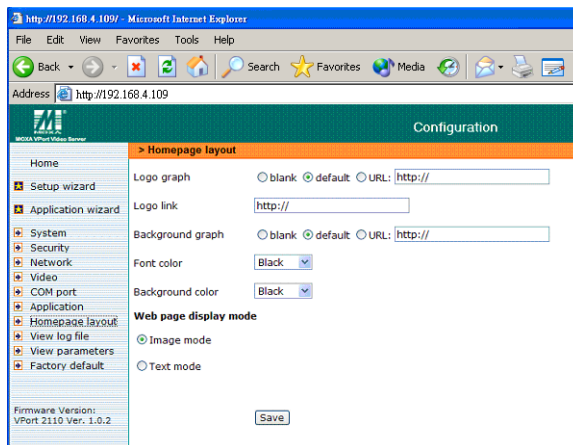 http://192.168.4.109/ - Microsoft Internet Explorer
File Edit View Favorites Tools Help
Back Search Favorites Media
Address http://192.168.4.109
MOXA
MOXA VPort Video Server
Configuration
> Homepage layout
Home
Setup wizard
Application wizard
System
Security
Network
Video
COM port
Application
Homepage layout
View log file
View parameters
Factory default
Firmware Version:
VPort 2110 Ver. 1.0.2
Logo graph blank default URL: http://
Logo link http://
Background graph blank default URL: http://
Font color Black
Background color Black
Web page display mode
Image mode
Text mode
Save